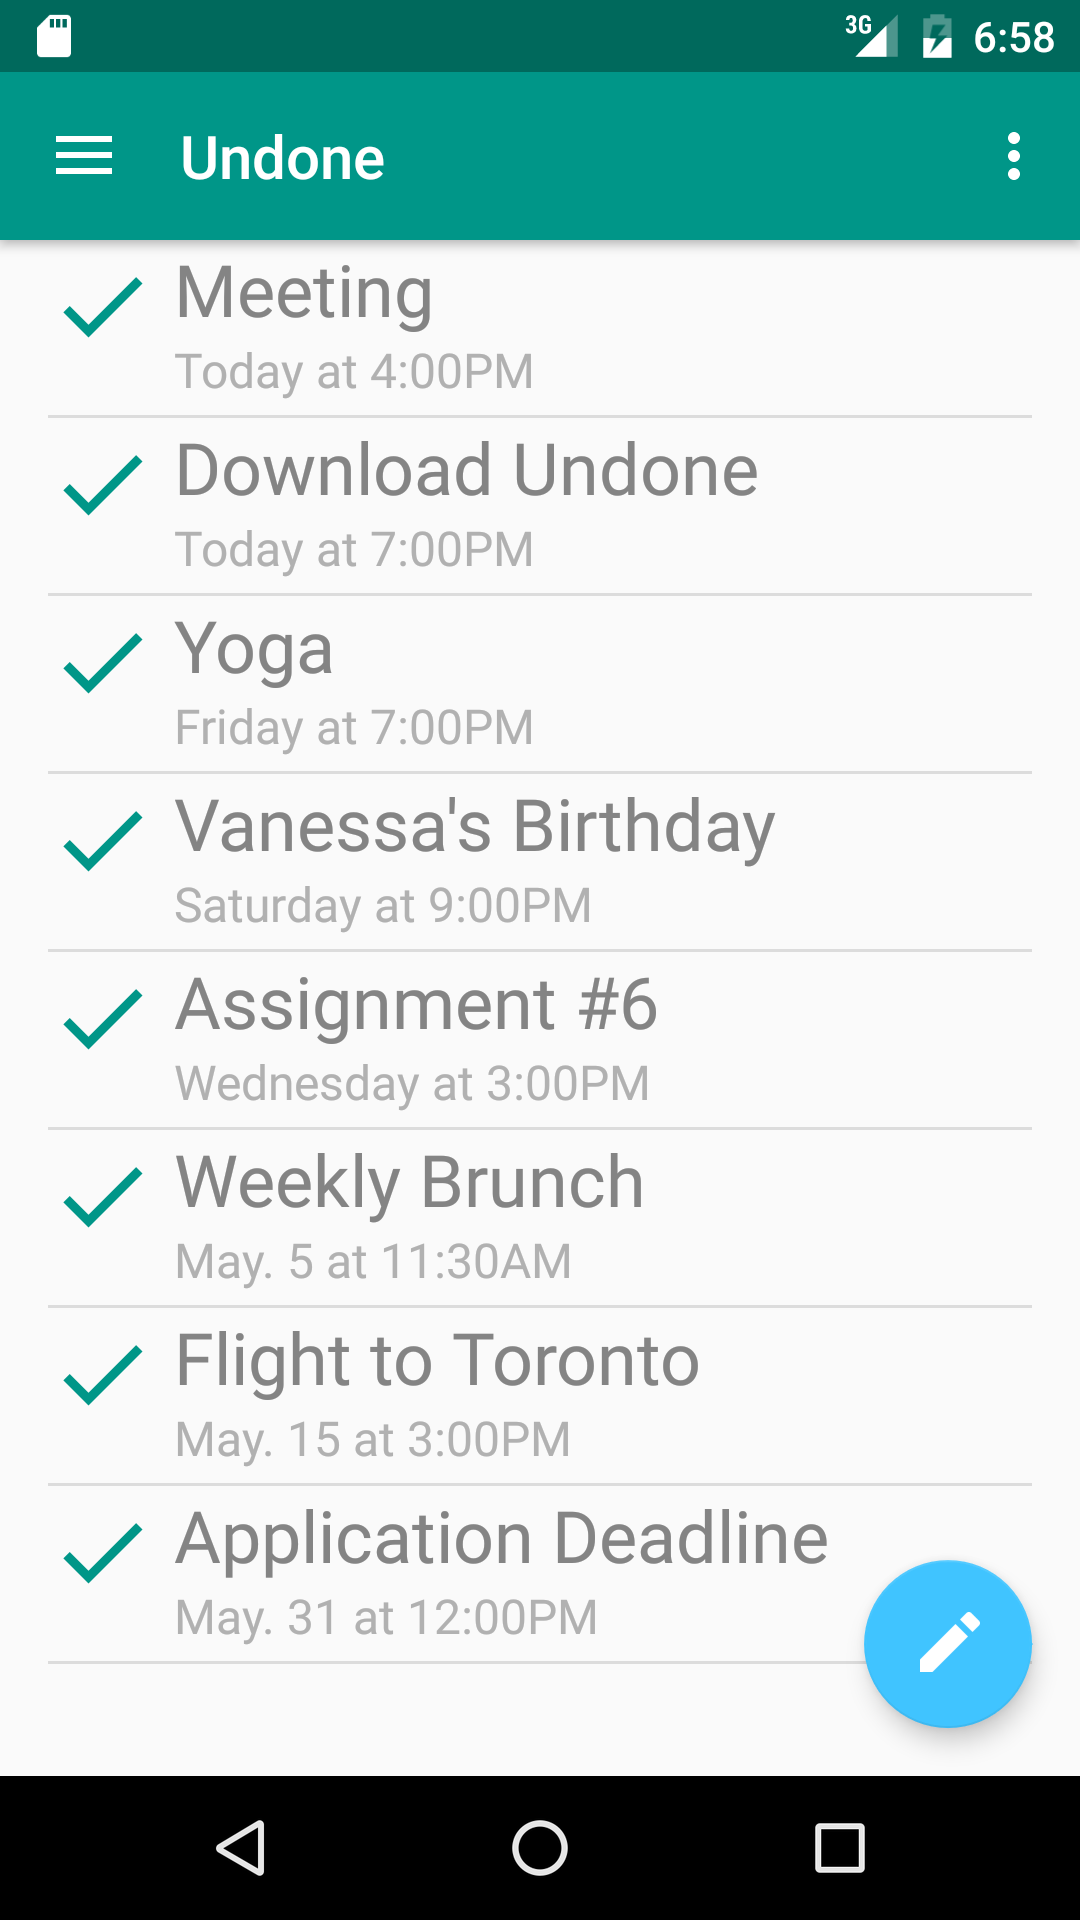 3G 6:58
Undone
Meeting
Today at 4:00PM
Download Undone
Today at 7:00PM
Yoga
Friday at 7:00PM
Vanessa's Birthday
Saturday at 9:00PM
Assignment #6
Wednesday at 3:00PM
Weekly Brunch
May. 5 at 11:30AM
Flight to Toronto
May. 15 at 3:00PM
Application Deadline
May. 31 at 12:00PM